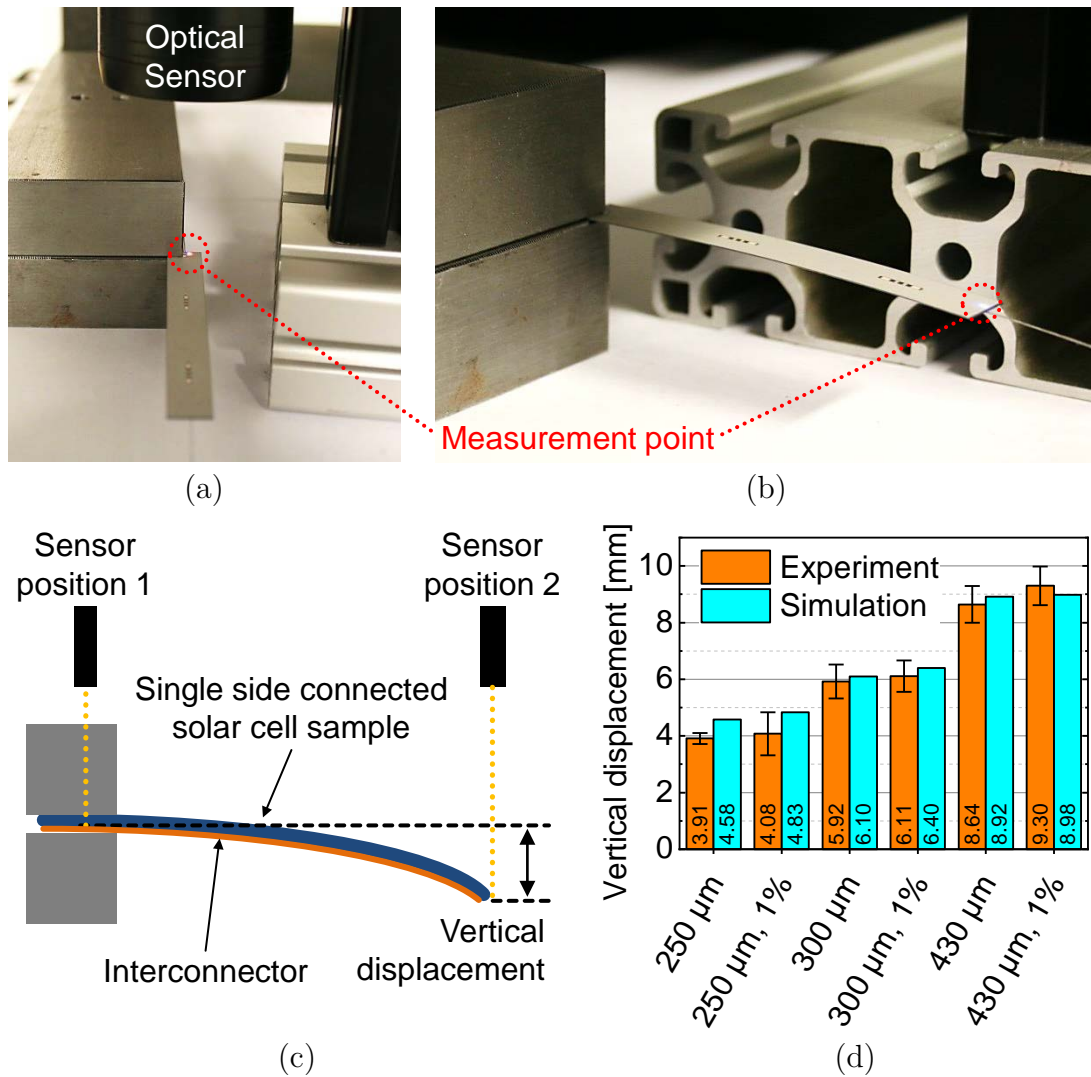 Optical
Sensor
Measurement point
(a)
(b)
Sensor
position 1
Sensor
position 2
Single side connected
solar cell sample
Interconnector
Vertical
displacement
(c)
Vertical displacement [mm]
10
8
6
4
2
0
Experiment
Simulation
3.91
4.58
4.08
4.83
5.92
6.10
6.11
6.40
8.64
8.92
9.30
8.98
250 µm
250 µm, 1%
300 µm
300 µm, 1%
430 µm
430 µm, 1%
(d)